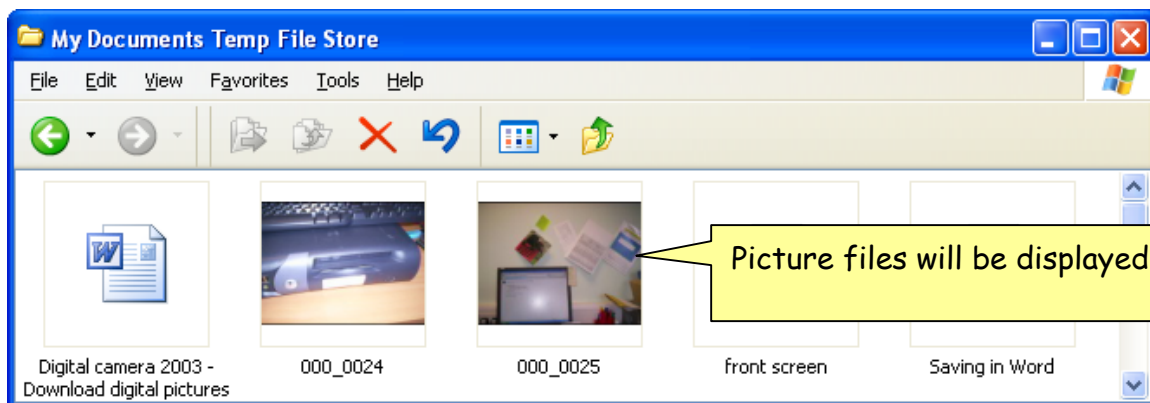 My Documents Temp File Store
File Edit View Favorites Tools Help
W
Picture files will be displayed
Digital camera 2003 -
Download digital pictures
000_0024
000_0025
front screen
Saving in Word